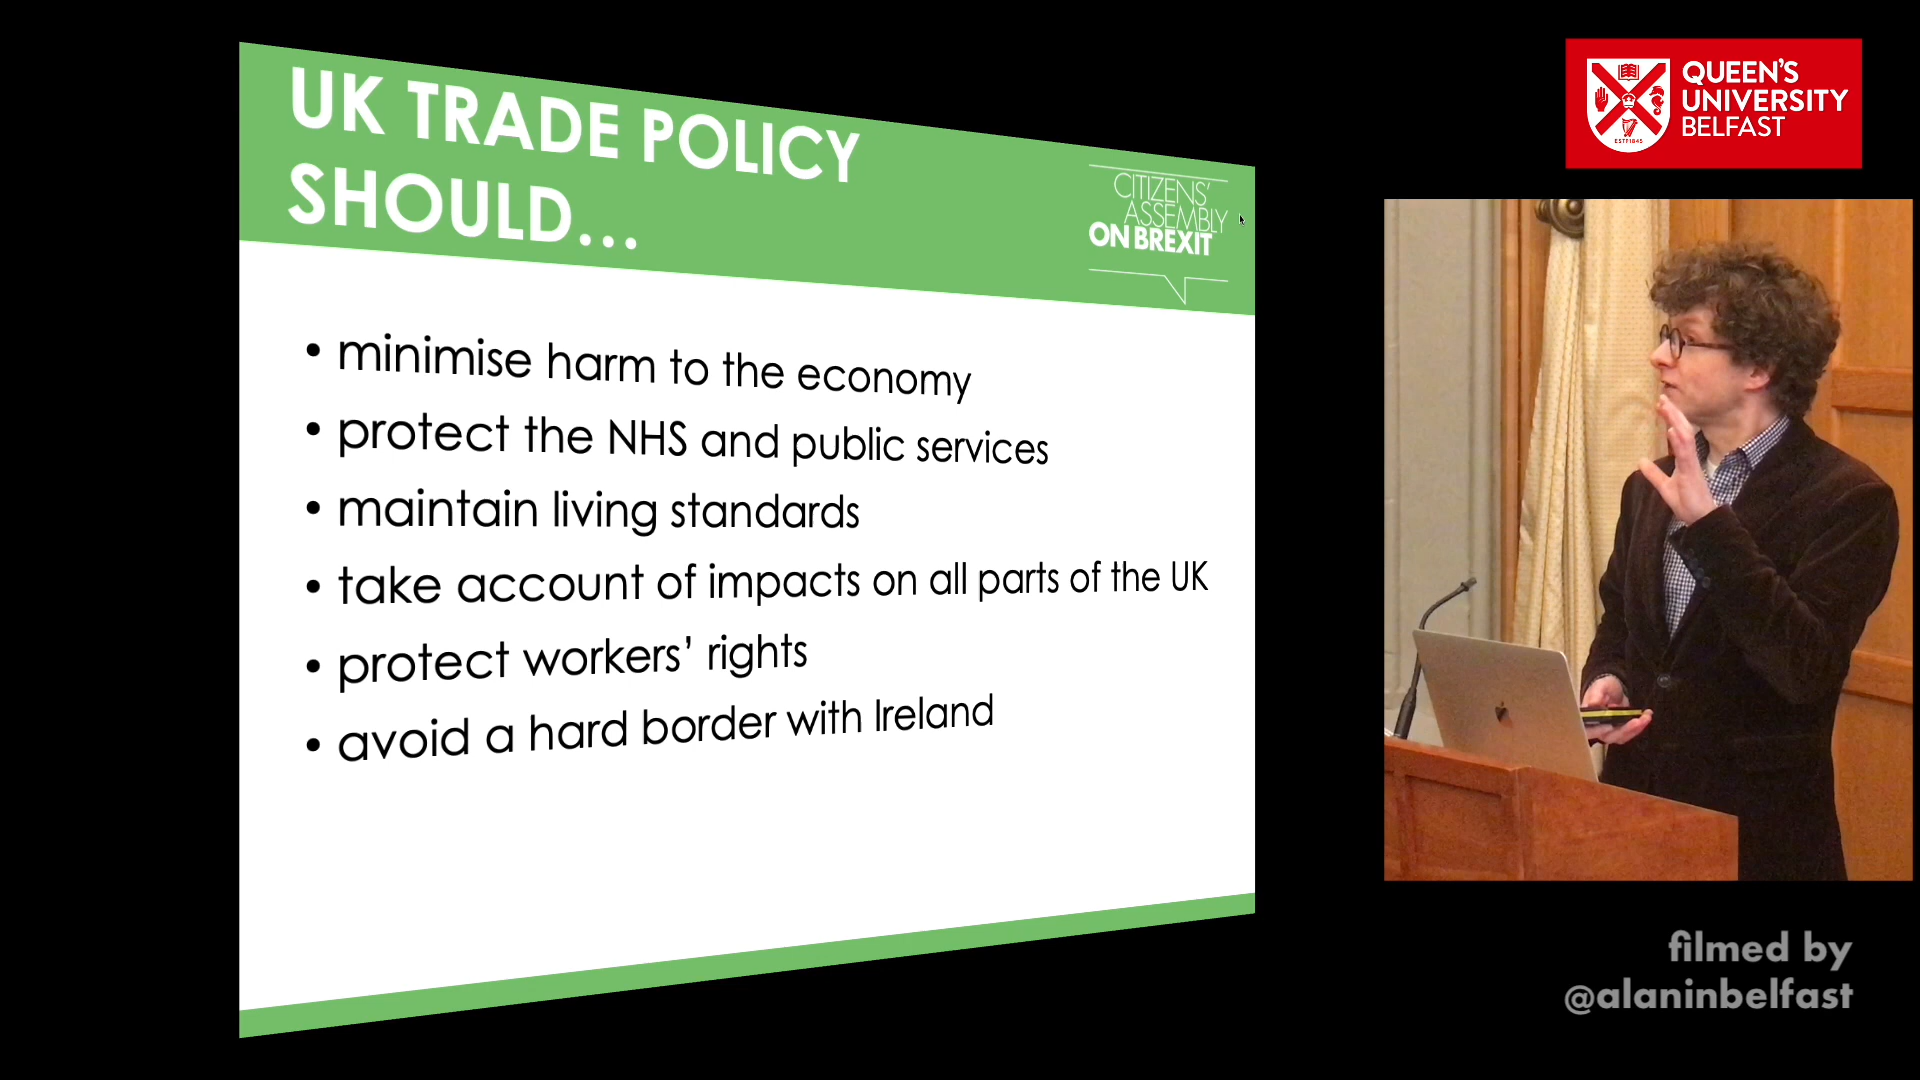 UK TRADE POLICY
SHOULD...
CITIZENS'
ASSEMBLY
ON BREXIT
• minimise harm to the economy
• protect the NHS and public services
• maintain living standards
• take account of impacts on all parts of the UK
• protect workers' rights
• avoid a hard border with Ireland
QUEEN'S
UNIVERSITY
BELFAST
ESTD1845
filmed by
@alaninbelfast